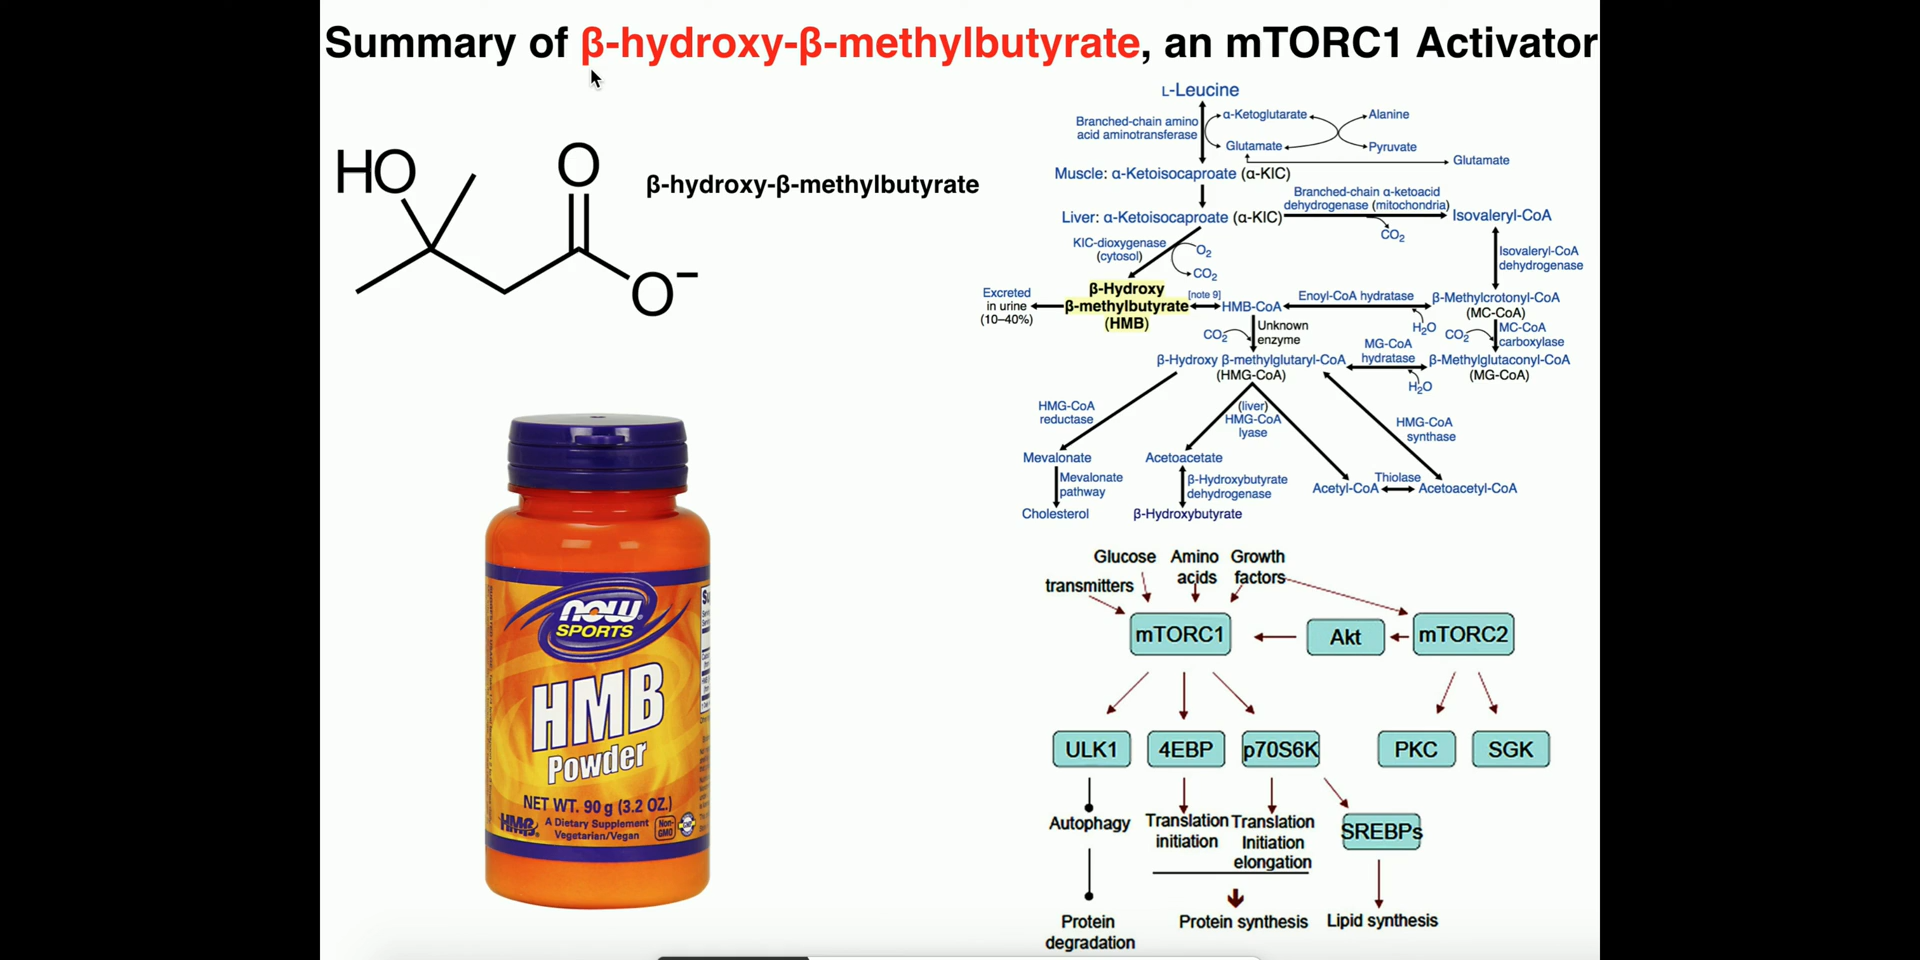 Summary of β-hydroxy-β-methylbutyrate, an mTORC1 Activator
HO
O
O−
β-hydroxy-β-methylbutyrate
L-Leucine
Branched-chain amino
acid aminotransferase
α-Ketoglutarate
Alanine
Glutamate
Pyruvate
Glutamate
Muscle: α-Ketoisocaproate (α-KIC)
Branched-chain α-ketoacid
dehydrogenase (mitochondria)
Liver: α-Ketoisocaproate (α-KIC)
Isovaleryl-CoA
CO2
KIC-dioxygenase
(cytosol)
O2
CO2
Isovaleryl-CoA
dehydrogenase
Excreted
in urine
(10–40%)
β-Hydroxy
β-methylbutyrate
(HMB)
[note 9]
HMB-CoA
Enoyl-CoA hydratase
β-Methylcrotonyl-CoA
(MC-CoA)
H2O
CO2
Unknown
enzyme
CO2
MC-CoA
carboxylase
MG-CoA
hydratase
β-Hydroxy β-methylglutaryl-CoA
(HMG-CoA)
β-Methylglutaconyl-CoA
(MG-CoA)
H2O
HMG-CoA
reductase
(liver)
HMG-CoA
lyase
HMG-CoA
synthase
Mevalonate
Acetoacetate
Mevalonate
pathway
β-Hydroxybutyrate
dehydrogenase
Thiolase
Acetyl-CoA
Acetoacetyl-CoA
Cholesterol
β-Hydroxybutyrate
Glucose
Amino
acids
Growth
factors
transmitters
mTORC1
Akt
mTORC2
ULK1
4EBP
p70S6K
PKC
SGK
Autophagy
Translation
initiation
Translation
Initiation
elongation
SREBPs
Protein
degradation
Protein synthesis
Lipid synthesis
NOW
SPORTS
HMB
Powder
NET WT. 90 g (3.2 OZ.)
HMB
A Dietary Supplement
Vegetarian/Vegan
Non-
GMO